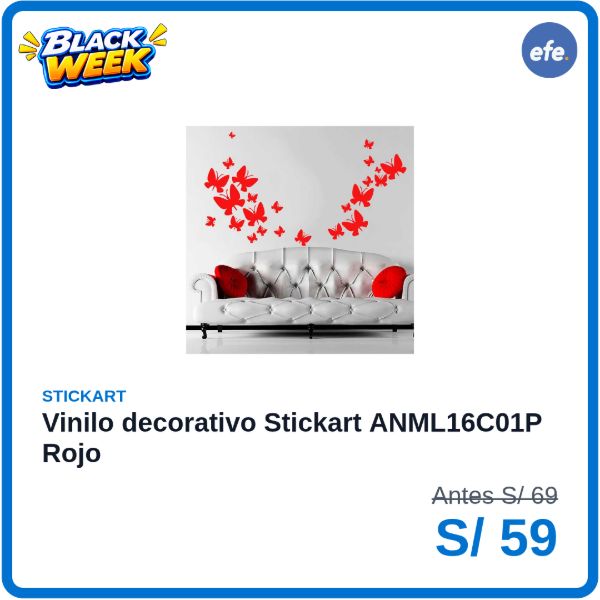 BLACK
WEEK
efe.
STICKART
Vinilo decorativo Stickart ANML16C01P
Rojo
Antes S/ 69
S/ 59